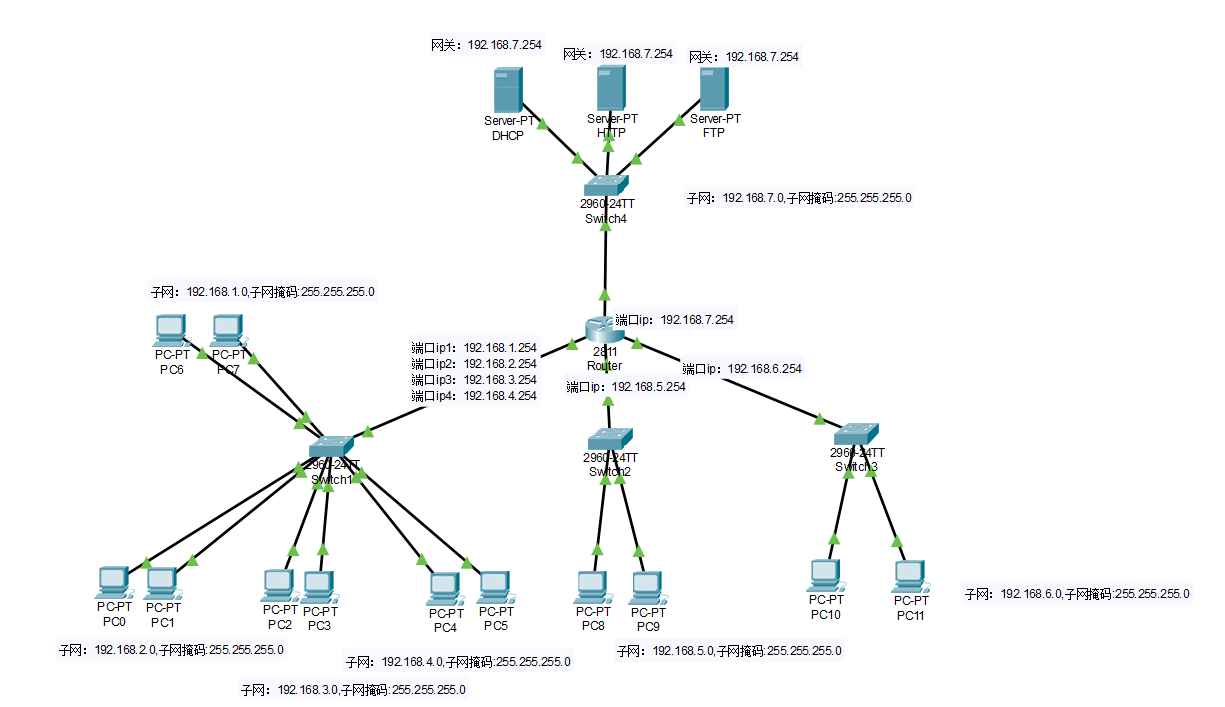 网关：192.168.7.254
网关：192.168.7.254
网关：192.168.7.254
Server-PT
DHCP
Server-PT
HTTP
Server-PT
FTP
2960-24TT
Switch4
子网：192.168.7.0,子网掩码:255.255.255.0
子网：192.168.1.0,子网掩码:255.255.255.0
PC-PT
PC6
PC-PT
PC7
端口ip：192.168.7.254
2811
Router
端口ip1：192.168.1.254
端口ip2：192.168.2.254
端口ip3：192.168.3.254
端口ip4：192.168.4.254
端口ip：192.168.5.254
端口ip：192.168.6.254
2960-24TT
Switch1
2960-24TT
Switch2
2960-24TT
Switch3
PC-PT
PC0
PC-PT
PC1
PC-PT
PC2
PC-PT
PC3
PC-PT
PC4
PC-PT
PC5
PC-PT
PC8
PC-PT
PC9
PC-PT
PC10
PC-PT
PC11
子网：192.168.6.0,子网掩码:255.255.255.0
子网：192.168.2.0,子网掩码:255.255.255.0
子网：192.168.4.0,子网掩码:255.255.255.0
子网：192.168.5.0,子网掩码:255.255.255.0
子网：192.168.3.0,子网掩码:255.255.255.0